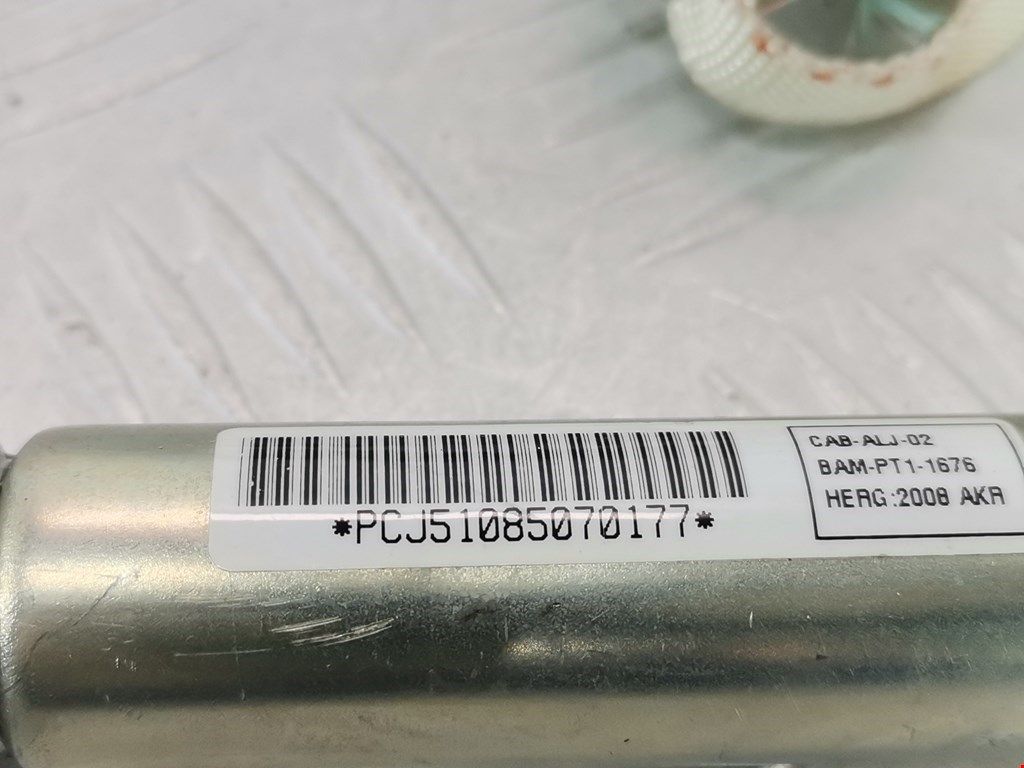 *PCJ51085070177*
CAB-ALJ-02
BAM-PT1-1676
HERG:2008 AKR